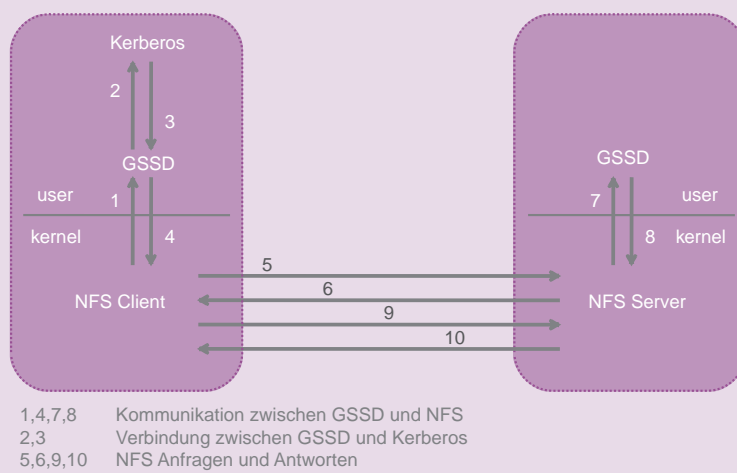 Kerberos
2
3
GSSD
GSSD
user
1
7
user
kernel
4
8
kernel
5
6
NFS Client
NFS Server
9
10
1,4,7,8 Kommunikation zwischen GSSD und NFS
2,3 Verbindung zwischen GSSD und Kerberos
5,6,9,10 NFS Anfragen und Antworten